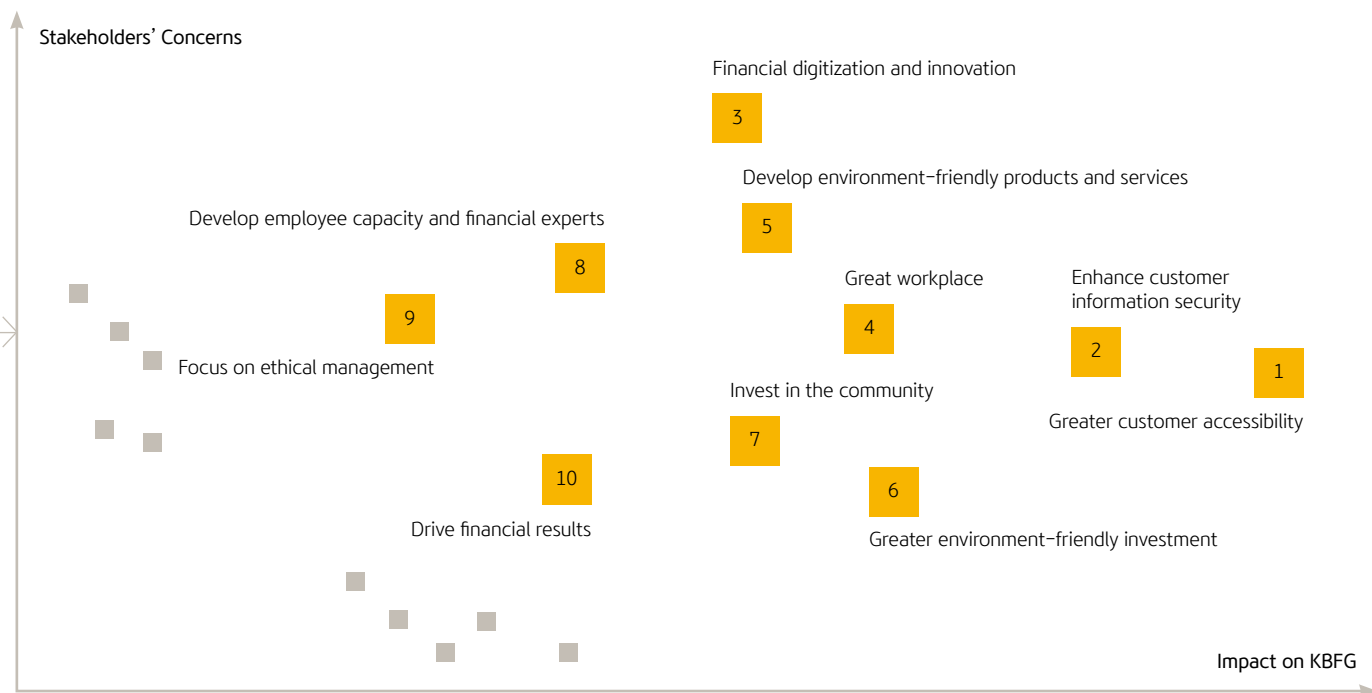 Stakeholders’ Concerns
Financial digitization and innovation
3
Develop environment-friendly products and services
5
Develop employee capacity and financial experts
8
Great workplace
4
Enhance customer
information security
2
1
Greater customer accessibility
9
Focus on ethical management
Invest in the community
7
10
Drive financial results
6
Greater environment-friendly investment
Impact on KBFG